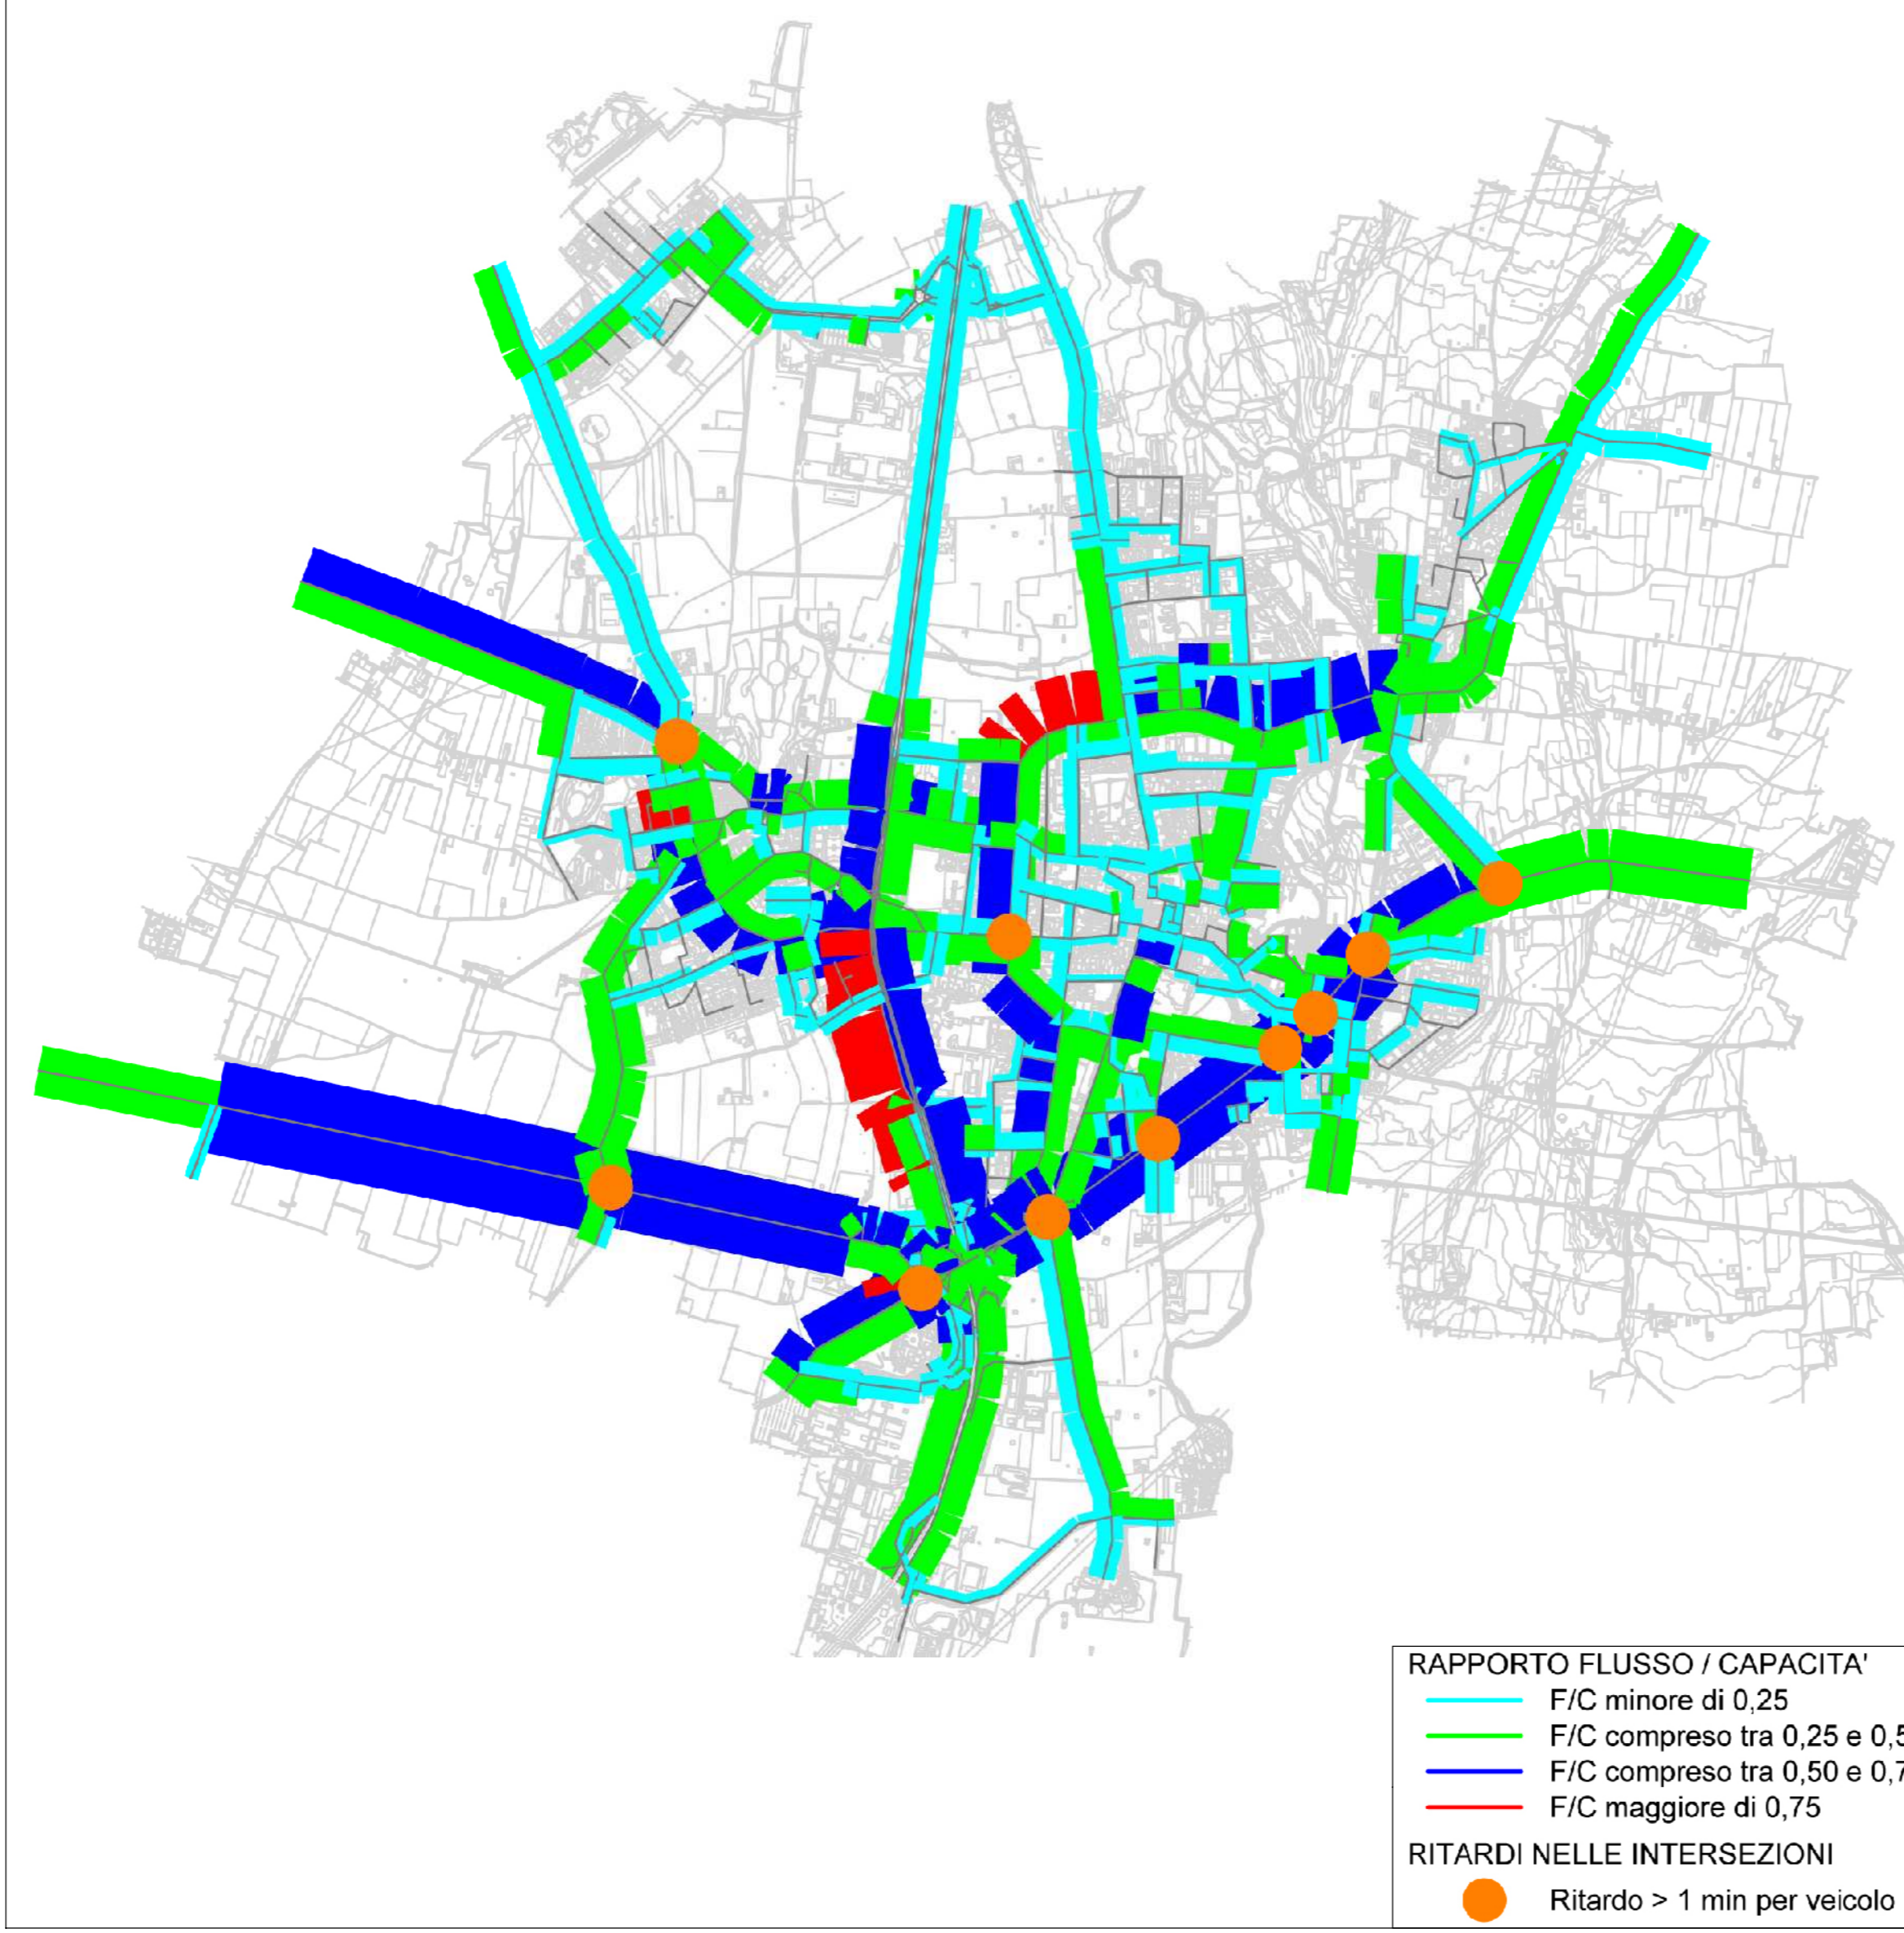 RAPPORTO FLUSSO / CAPACITA'
F/C minore di 0,25
F/C compreso tra 0,25 e 0,5
F/C compreso tra 0,50 e 0,7
F/C maggiore di 0,75
RITARDI NELLE INTERSEZIONI
Ritardo > 1 min per veicolo